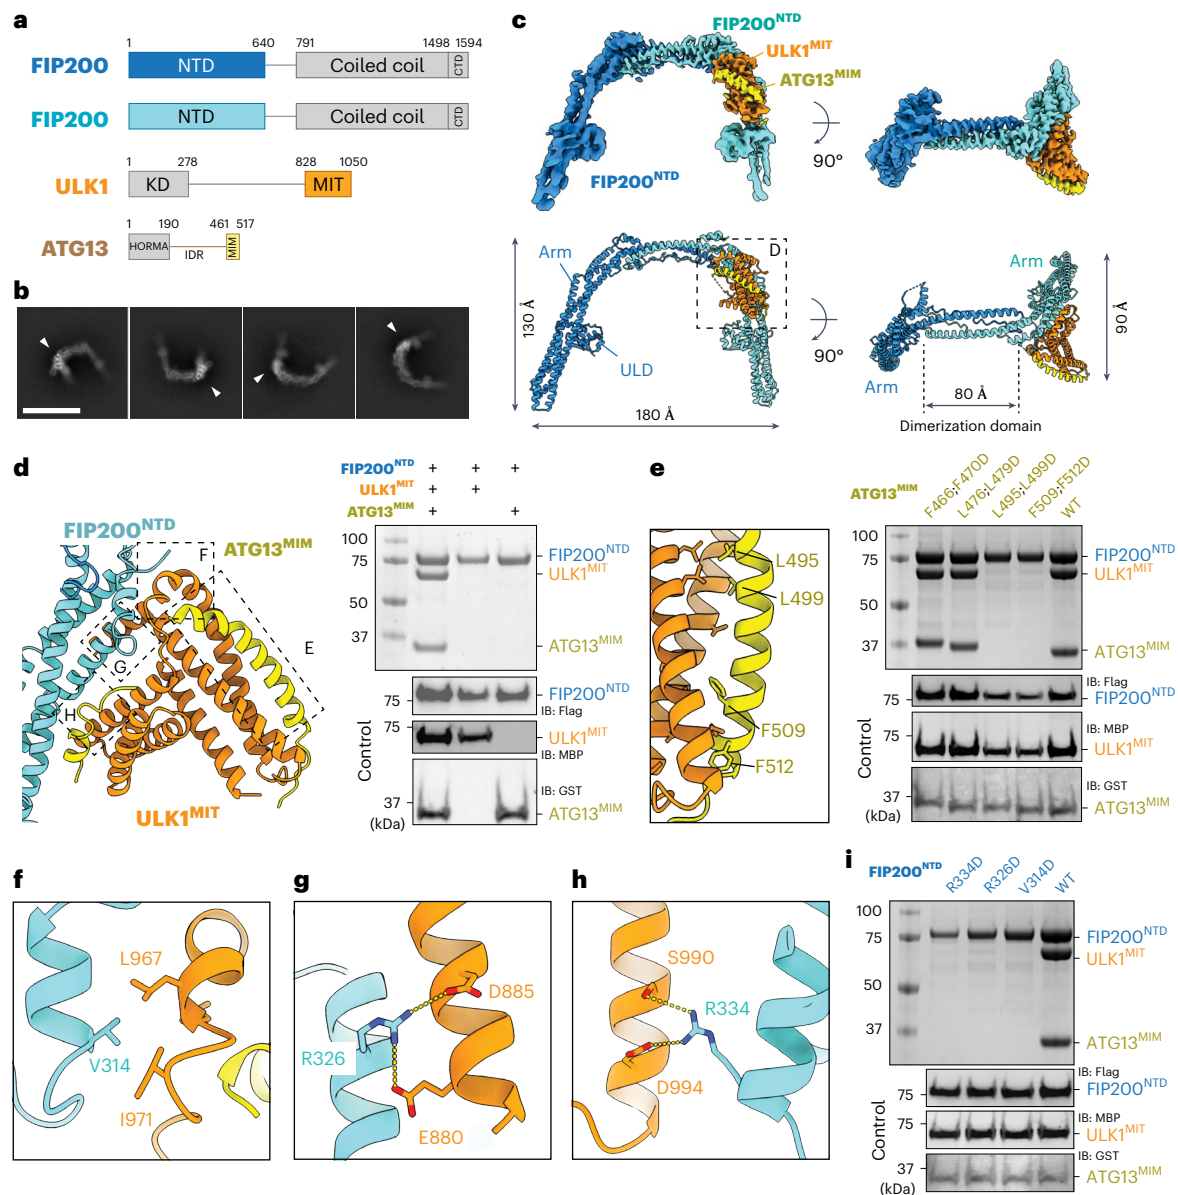 a
1 640 791 1498 1594
FIP200 NTD Coiled coil CTD
FIP200 NTD Coiled coil CTD
1 278 828 1050
ULK1 KD MIT
1 190 461 517
ATG13 HORMA IDR MIM
b
c
FIP200NTD
ULK1MIT
ATG13MIM
90°
FIP200NTD
Arm
D
130 Å
ULD
180 Å
90°
Arm
90 Å
Arm
80 Å
Dimerization domain
d
FIP200NTD
ATG13MIM
F
E
G
H
ULK1MIT
FIP200NTD + + +
ULK1MIT + +
ATG13MIM + +
100
75
50
37
FIP200NTD
ULK1MIT
ATG13MIM
Control
75
FIP200NTD
IB: Flag
75
ULK1MIT
IB: MBP
IB: GST
37
ATG13MIM
(kDa)
e
L495
L499
F509
F512
ATG13MIM
F466;F470D
L476;L479D
L495;L499D
F509;F512D
WT
100
75
50
37
FIP200NTD
ULK1MIT
ATG13MIM
Control
IB: Flag
75
FIP200NTD
IB: MBP
75
ULK1MIT
IB: GST
37
ATG13MIM
(kDa)
f
L967
V314
I971
g
D885
R326
E880
h
S990
R334
D994
i
FIP200NTD
R334D
R326D
V314D
WT
100
75
50
37
FIP200NTD
ULK1MIT
ATG13MIM
Control
IB: Flag
75
FIP200NTD
IB: MBP
75
ULK1MIT
IB: GST
37
ATG13MIM
(kDa)